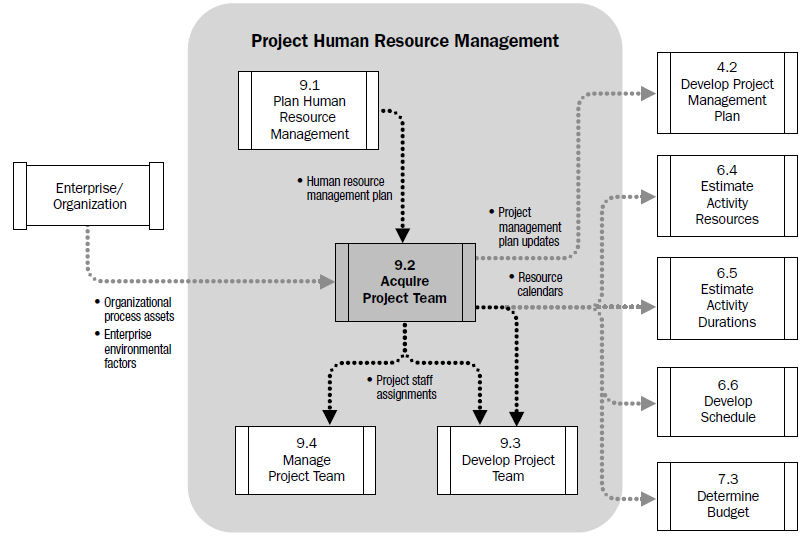 Project Human Resource Management
9.1
Plan Human
Resource
Management
4.2
Develop Project
Management
Plan
Enterprise/
Organization
• Human resource
management plan
6.4
Estimate
Activity
Resources
• Project
management
plan updates
9.2
Acquire
Project Team
• Resource
calendars
6.5
Estimate
Activity
Durations
• Organizational
process assets
• Enterprise
environmental
factors
• Project staff
assignments
6.6
Develop
Schedule
9.4
Manage
Project Team
9.3
Develop Project
Team
7.3
Determine
Budget